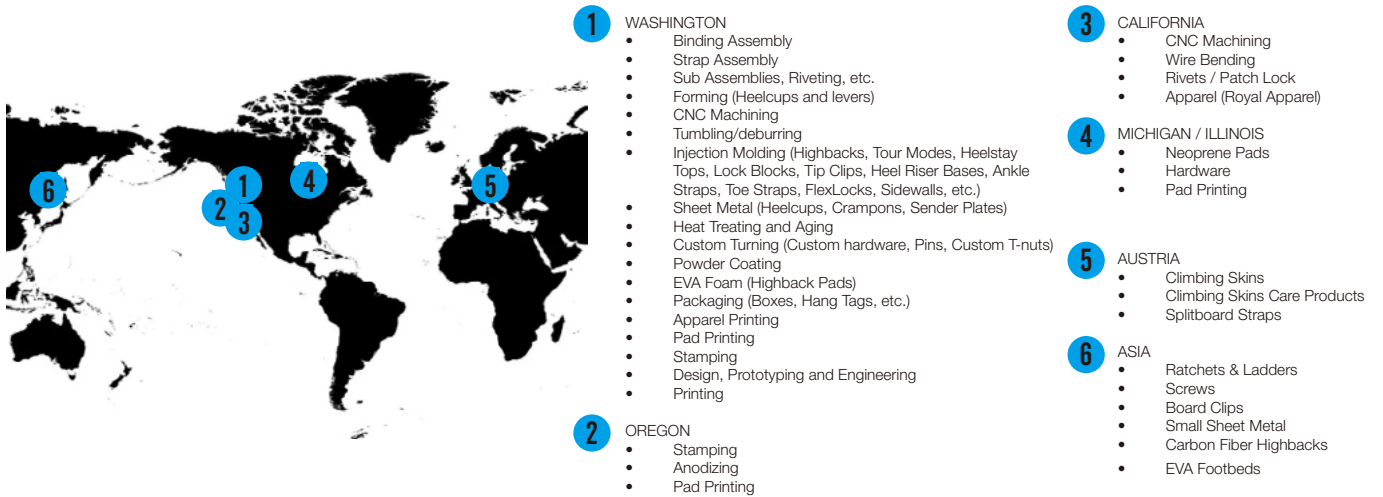 1
2
3
4
5
6
1 WASHINGTON
• Binding Assembly
• Strap Assembly
• Sub Assemblies, Riveting, etc.
• Forming (Heelcups and levers)
• CNC Machining
• Tumbling/deburring
• Injection Molding (Highbacks, Tour Modes, Heelstay
Tops, Lock Blocks, Tip Clips, Heel Riser Bases, Ankle
Straps, Toe Straps, FlexLocks, Sidewalls, etc.)
• Sheet Metal (Heelcups, Crampons, Sender Plates)
• Heat Treating and Aging
• Custom Turning (Custom hardware, Pins, Custom T-nuts)
• Powder Coating
• EVA Foam (Highback Pads)
• Packaging (Boxes, Hang Tags, etc.)
• Apparel Printing
• Pad Printing
• Stamping
• Design, Prototyping and Engineering
• Printing
2 OREGON
• Stamping
• Anodizing
• Pad Printing
3 CALIFORNIA
• CNC Machining
• Wire Bending
• Rivets / Patch Lock
• Apparel (Royal Apparel)
4 MICHIGAN / ILLINOIS
• Neoprene Pads
• Hardware
• Pad Printing
5 AUSTRIA
• Climbing Skins
• Climbing Skins Care Products
• Splitboard Straps
6 ASIA
• Ratchets & Ladders
• Screws
• Board Clips
• Small Sheet Metal
• Carbon Fiber Highbacks
• EVA Footbeds